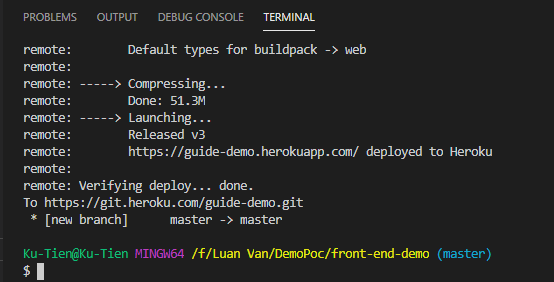 PROBLEMS OUTPUT DEBUG CONSOLE TERMINAL
remote:        Default types for buildpack -> web
remote:
remote: -----> Compressing...
remote:        Done: 51.3M
remote: -----> Launching...
remote:        Released v3
remote:        https://guide-demo.herokuapp.com/ deployed to Heroku
remote:
remote: Verifying deploy... done.
To https://git.heroku.com/guide-demo.git
 * [new branch]      master -> master
Ku-Tien@Ku-Tien MINGW64 /f/Luan Van/DemoPoc/front-end-demo (master)
$